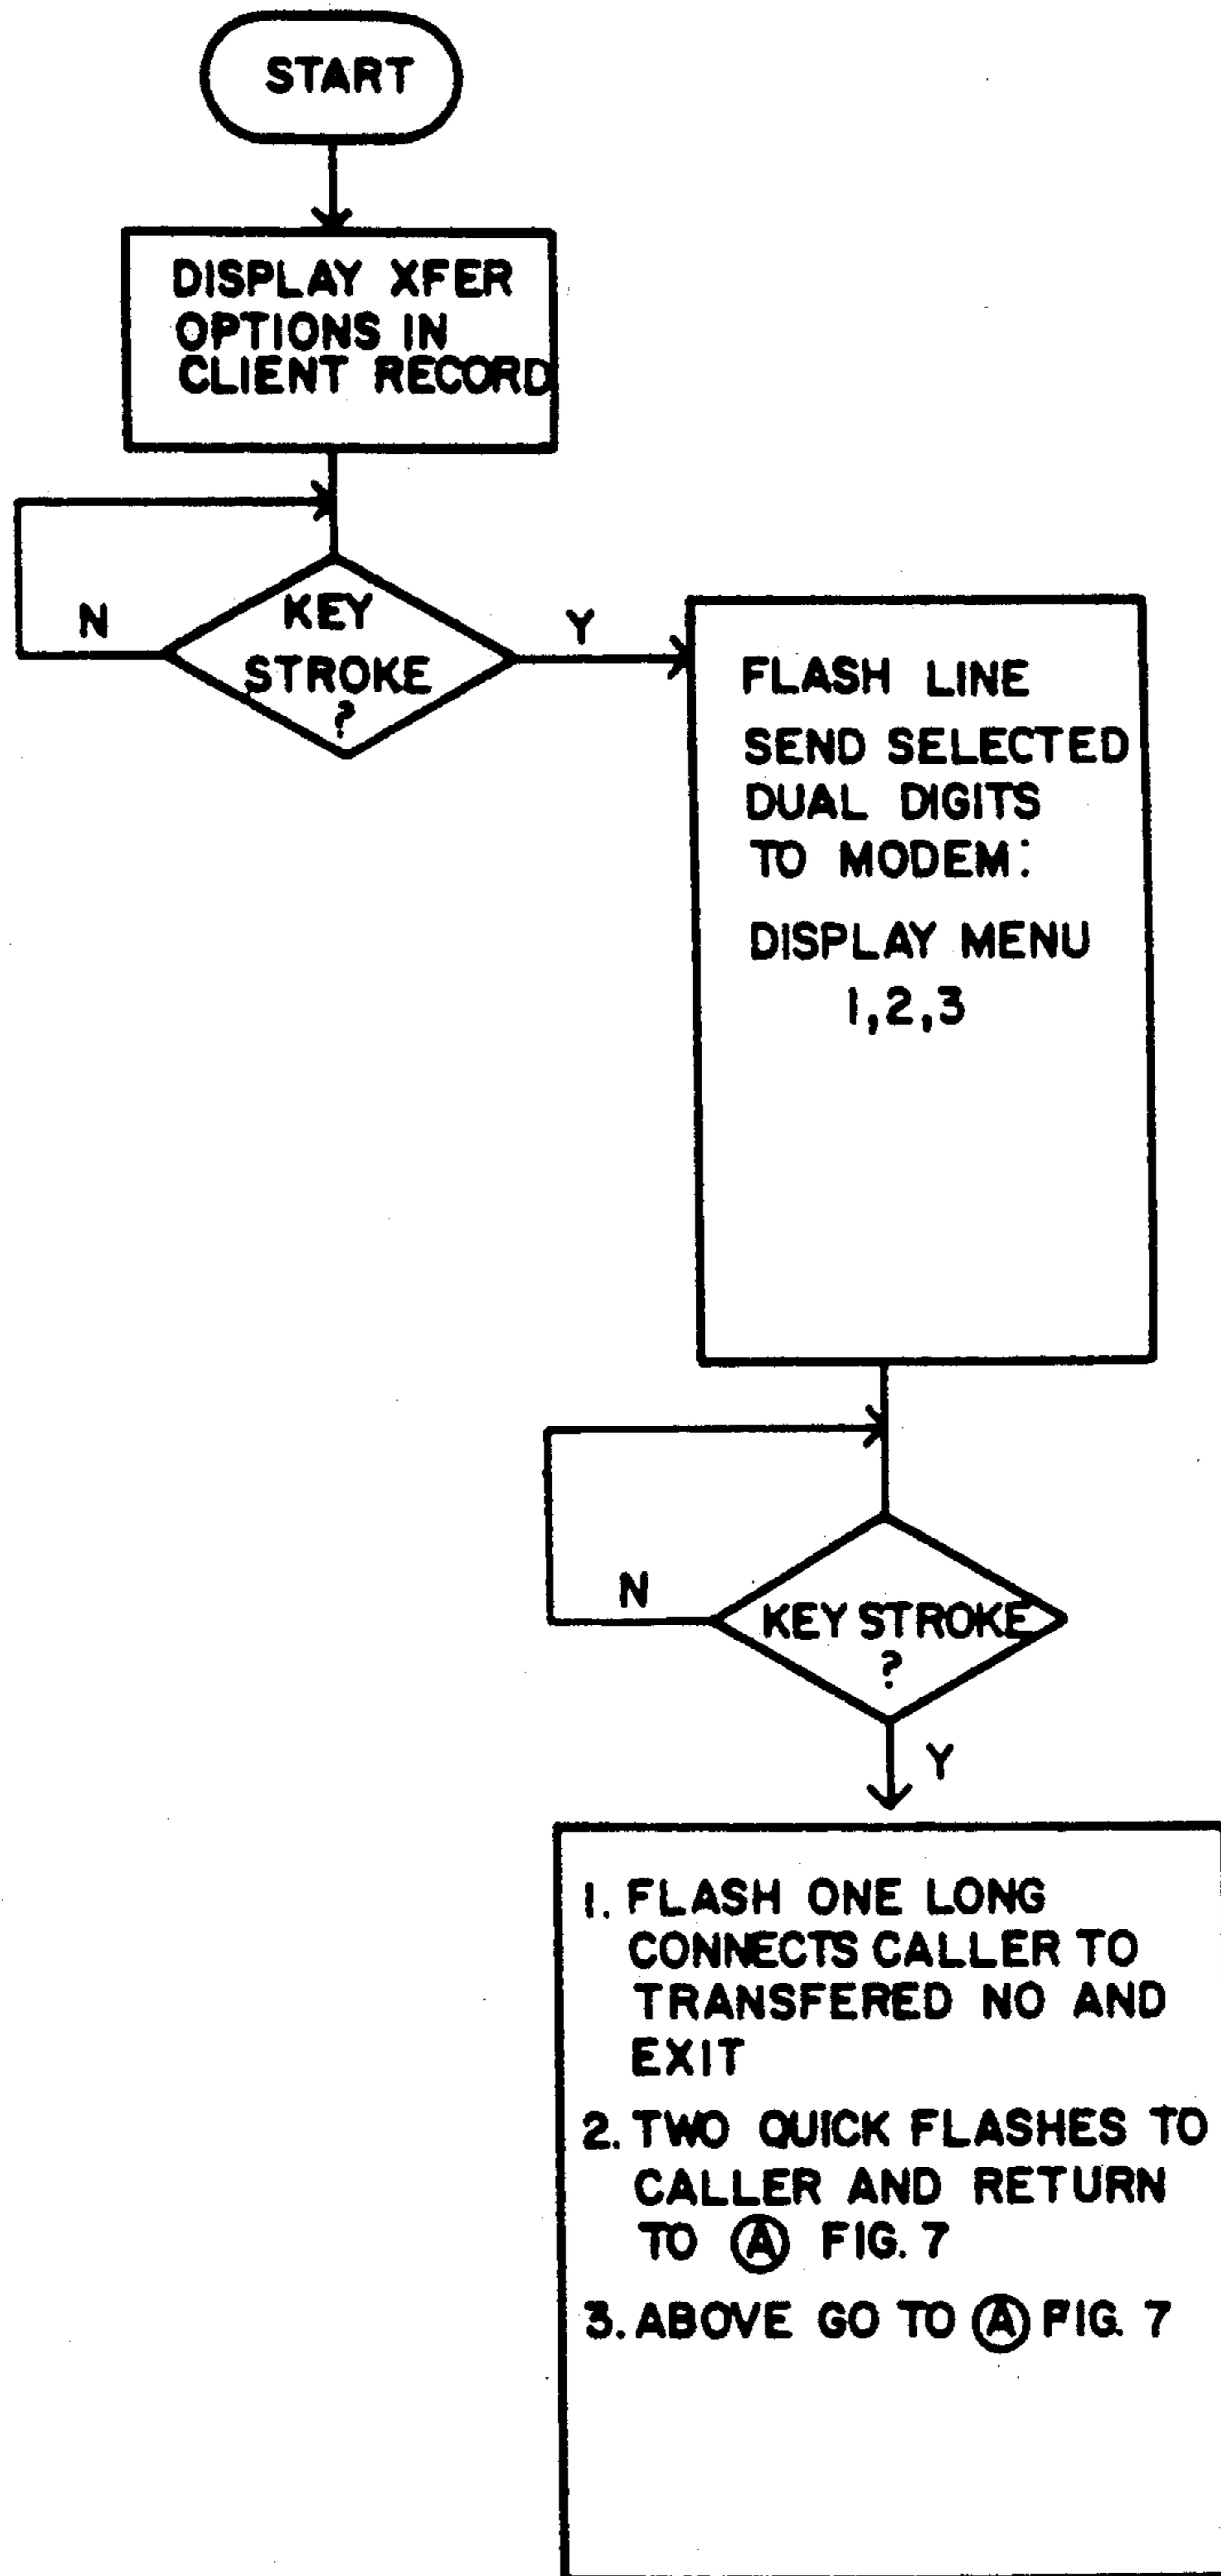 START
DISPLAY XFER
OPTIONS IN
CLIENT RECORD
N
KEY
STROKE
?
Y
FLASH LINE
SEND SELECTED
DUAL DIGITS
TO MODEM:
DISPLAY MENU
1,2,3
N
KEY STROKE
?
Y
1. FLASH ONE LONG
CONNECTS CALLER TO
TRANSFERED NO AND
EXIT
2. TWO QUICK FLASHES TO
CALLER AND RETURN
TO Ⓐ FIG. 7
3. ABOVE GO TO Ⓐ FIG. 7